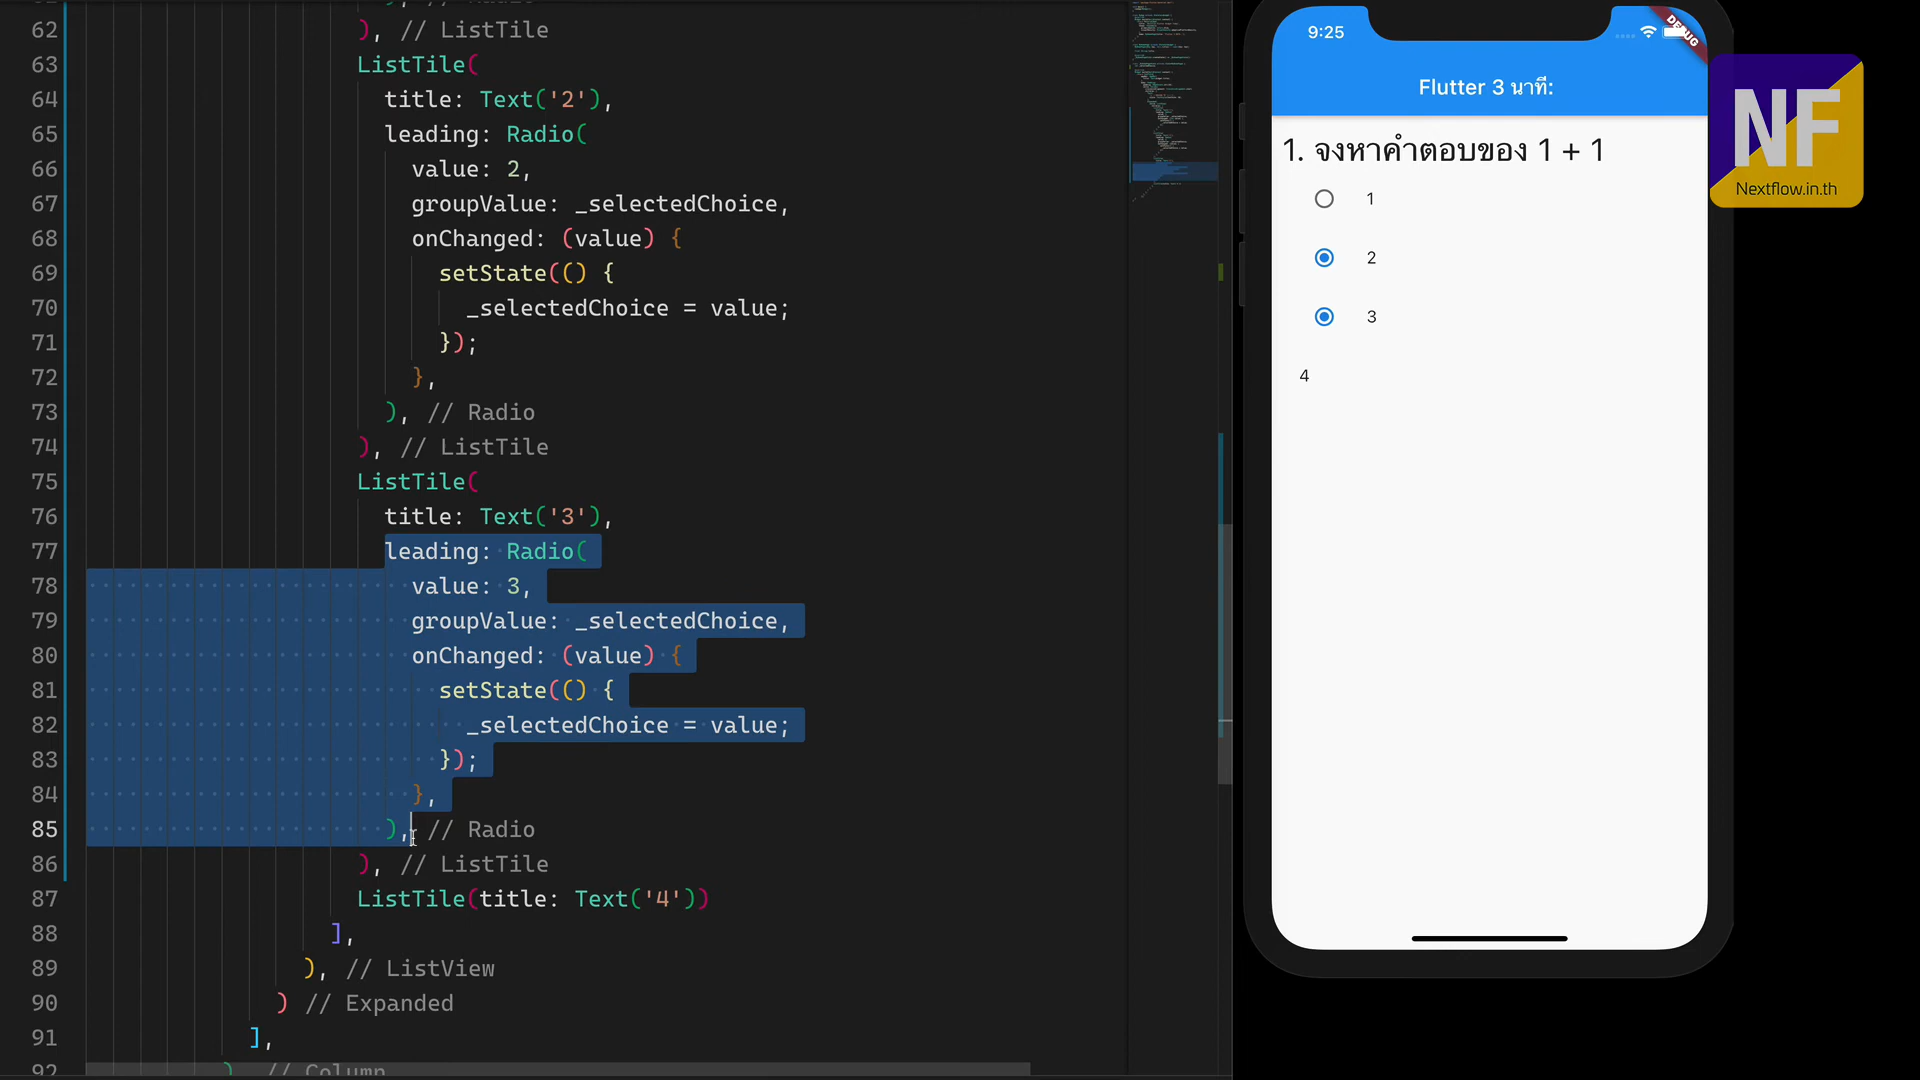 62 ), // ListTile
63 ListTile(
64 title: Text('2'),
65 leading: Radio(
66 value: 2,
67 groupValue: _selectedChoice,
68 onChanged: (value) {
69 setState(() {
70 _selectedChoice = value;
71 });
72 },
73 ), // Radio
74 ), // ListTile
75 ListTile(
76 title: Text('3'),
77 leading: Radio(
78 value: 3,
79 groupValue: _selectedChoice,
80 onChanged: (value) {
81 setState(() {
82 _selectedChoice = value;
83 });
84 },
85 ), // Radio
86 ), // ListTile
87 ListTile(title: Text('4'))
88 ],
89 ), // ListView
90 ) // Expanded
91 ],
92 ) // Column
9:25
DEBUG
Flutter 3 นาที:
1. จงหาคำตอบของ 1 + 1
1
2
3
4
NF
Nextflow.in.th